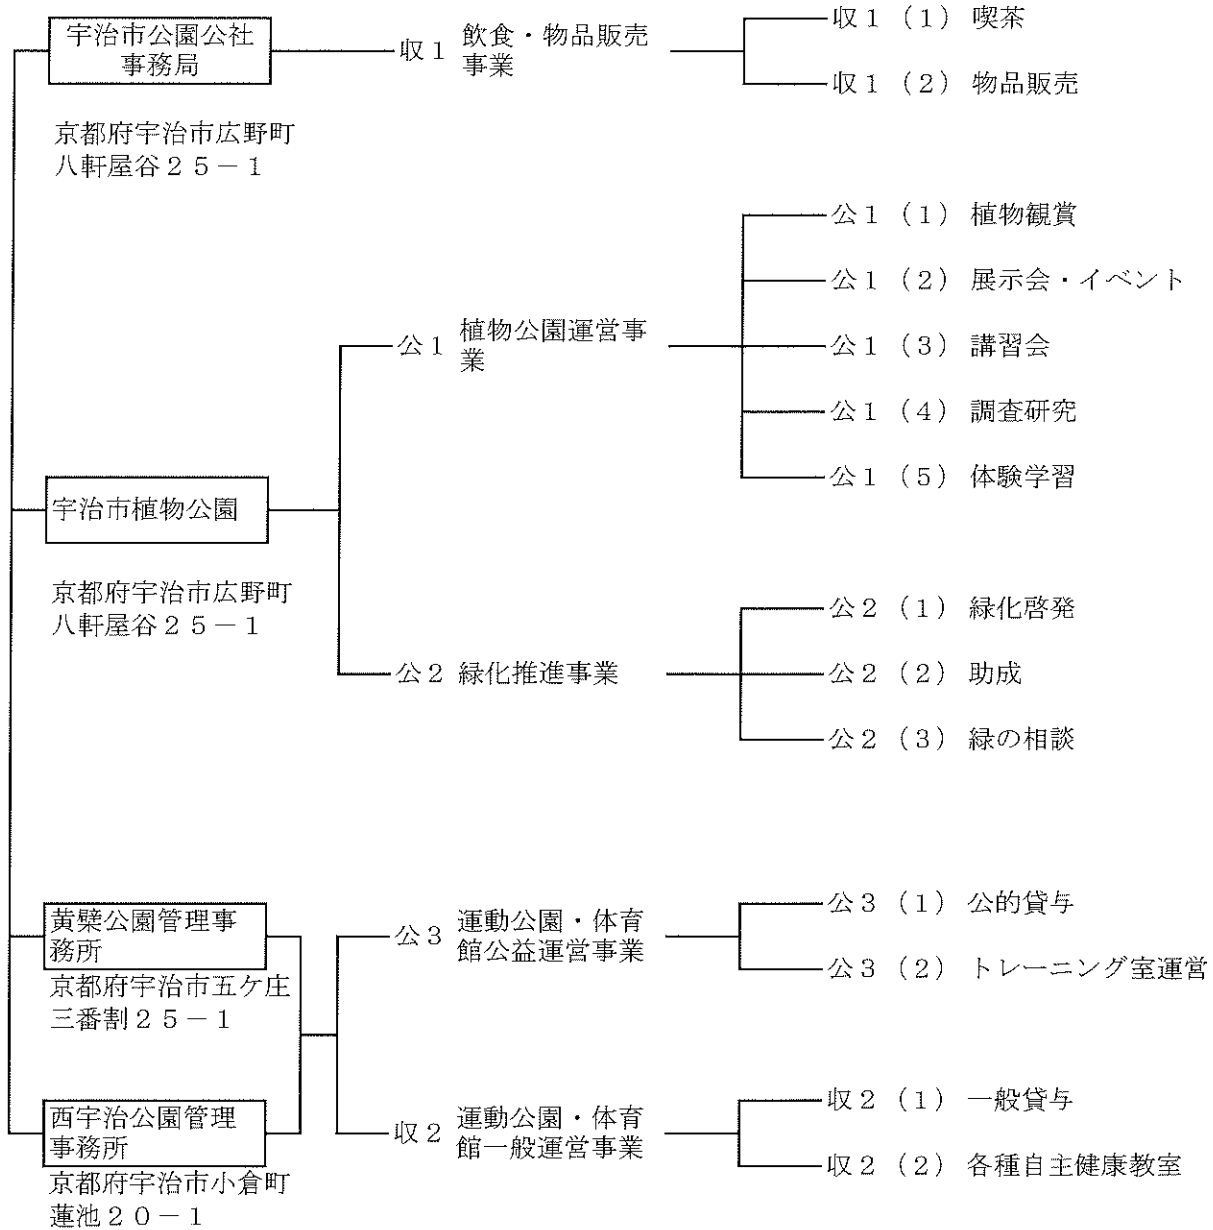 宇治市公園公社
事務局
京都府宇治市広野町
八軒屋谷25-1
収1 飲食・物品販売
事業
収1 (1) 喫茶
収1 (2) 物品販売
宇治市植物公園
京都府宇治市広野町
八軒屋谷25-1
公1 植物公園運営事
業
公1 (1) 植物観賞
公1 (2) 展示会・イベント
公1 (3) 講習会
公1 (4) 調査研究
公1 (5) 体験学習
公2 緑化推進事業
公2 (1) 緑化啓発
公2 (2) 助成
公2 (3) 緑の相談
黄檗公園管理事
務所
京都府宇治市五ケ庄
三番割25-1
西宇治公園管理
事務所
京都府宇治市小倉町
蓮池20-1
公3 運動公園・体育
館公益運営事業
公3 (1) 公的貸与
公3 (2) トレーニング室運営
収2 運動公園・体育
館一般運営事業
収2 (1) 一般貸与
収2 (2) 各種自主健康教室